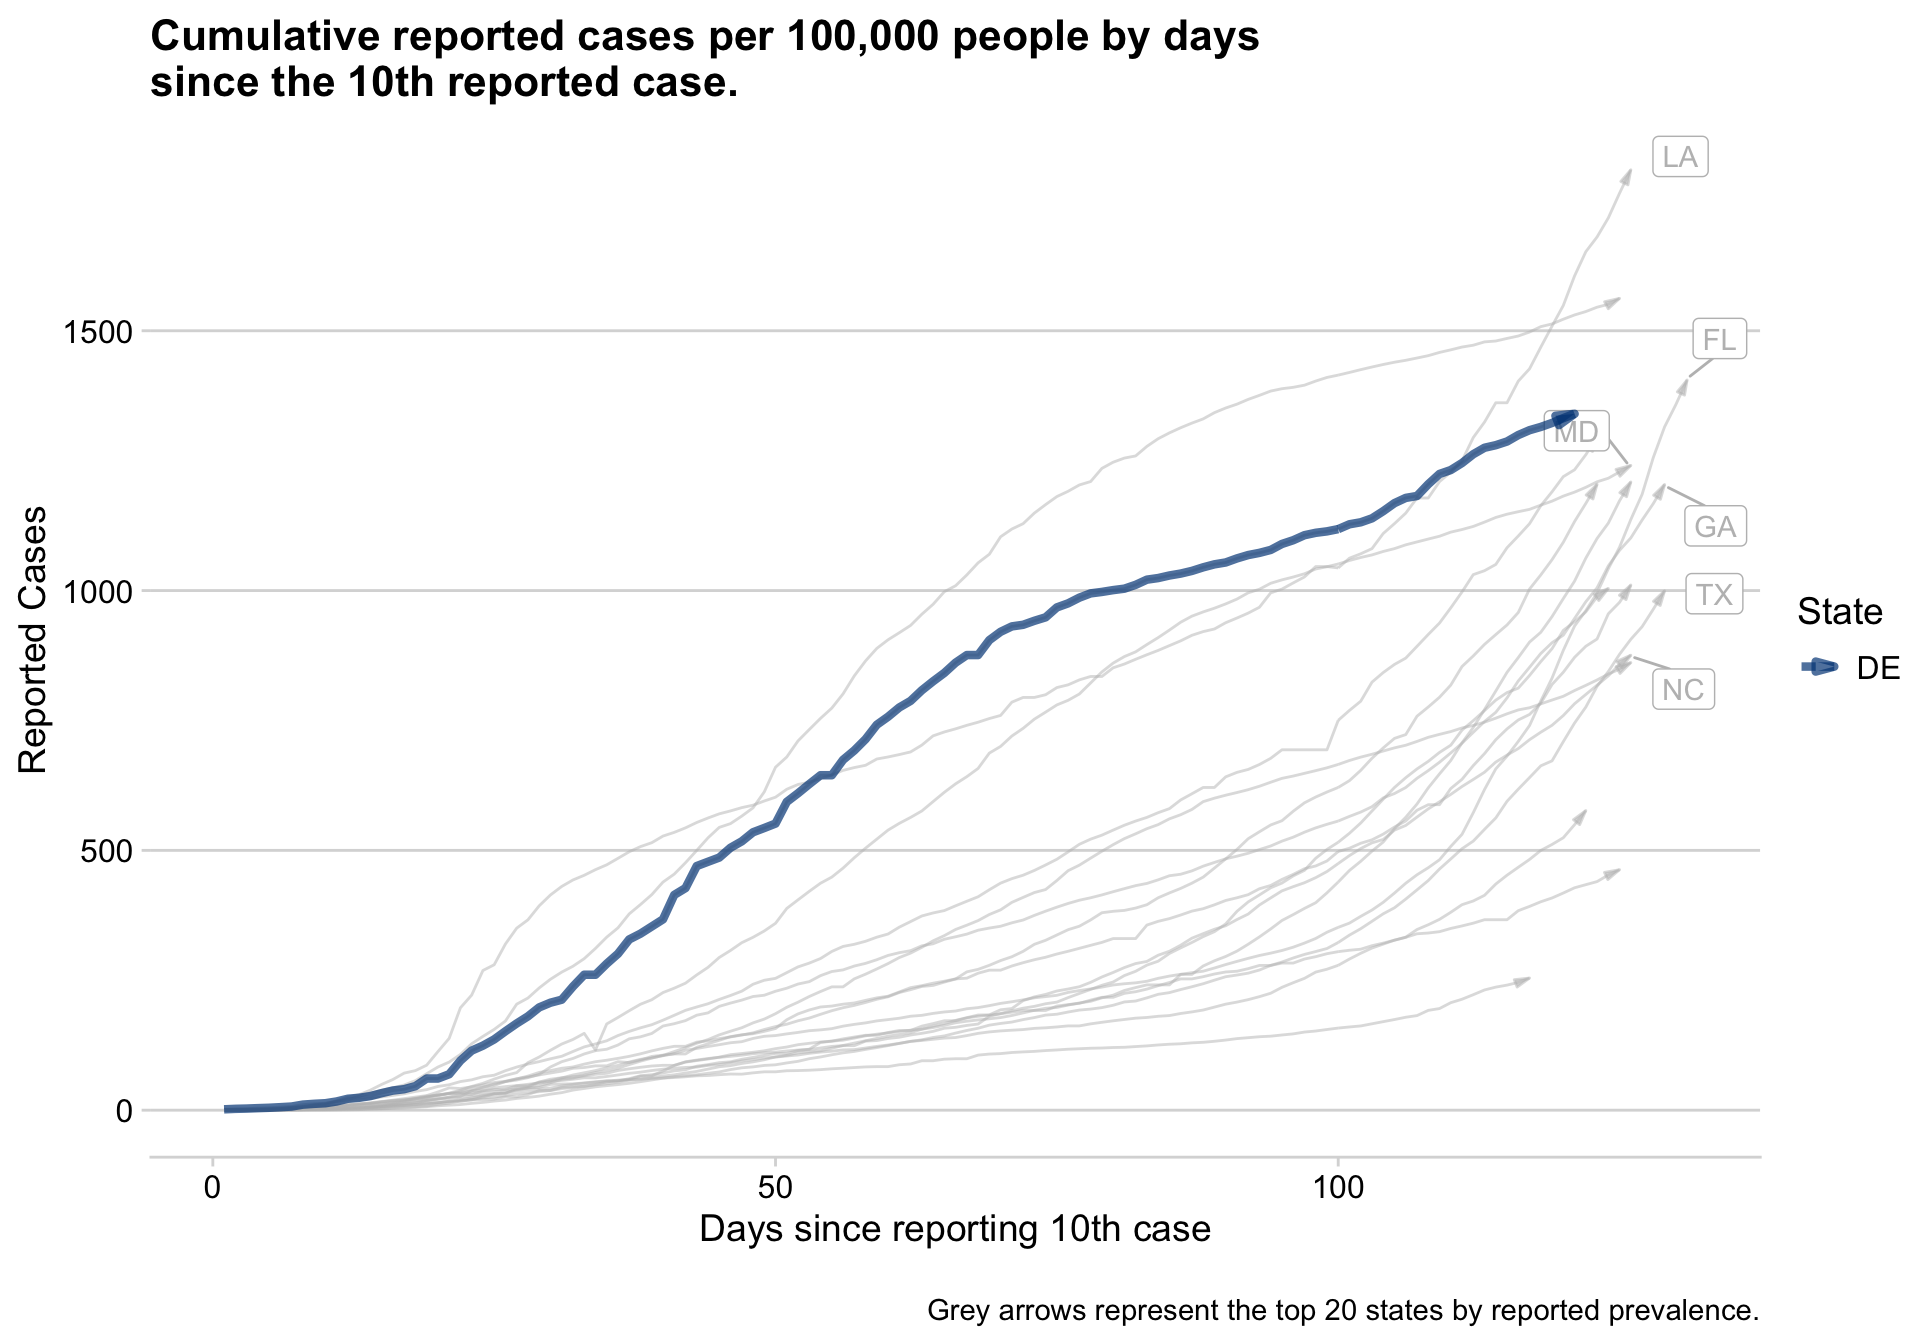 Cumulative reported cases per 100,000 people by days
since the 10th reported case.
LA
1500
FL
MD
GA
1000
TX
NC
500
0
Reported Cases
State
DE
0 50 100
Days since reporting 10th case
Grey arrows represent the top 20 states by reported prevalence.